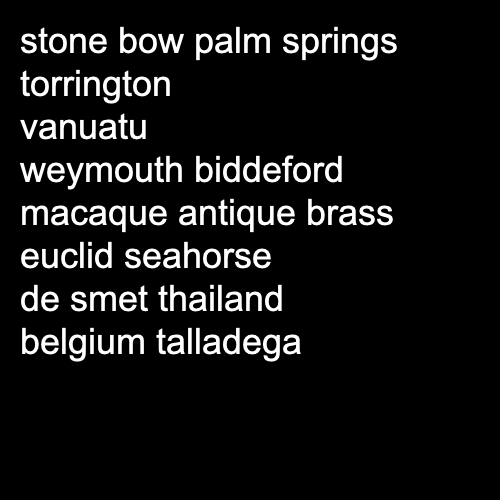 stone bow palm springs
torrington
vanuatu
weymouth biddeford
macaque antique brass
euclid seahorse
de smet thailand
belgium talladega